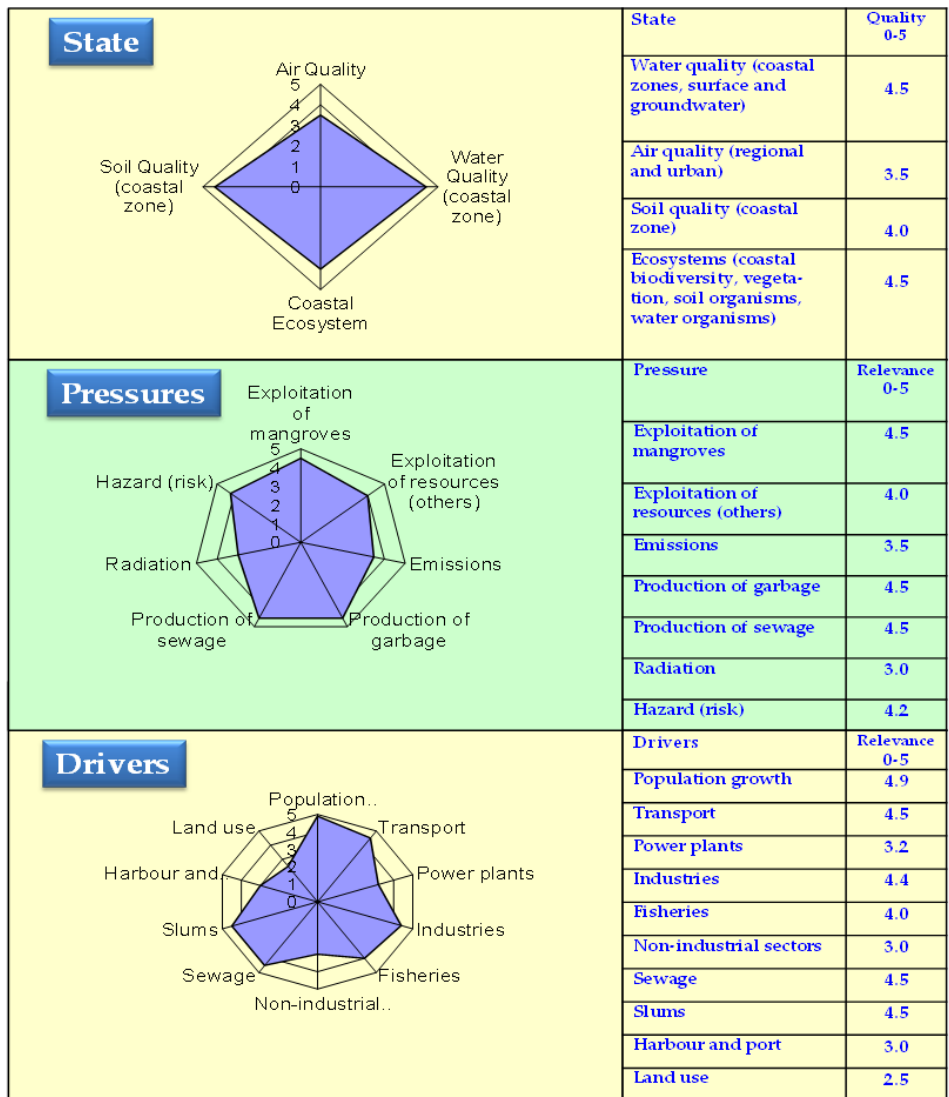 State
Air Quality
5
4
3
2
1
0
Soil Quality
(coastal
zone)
Water
Quality
(coastal
zone)
Coastal
Ecosystem
State
Quality
0-5
Water quality (coastal
zones, surface and
groundwater)
4.5
Air quality (regional
and urban)
3.5
Soil quality (coastal
zone)
4.0
Ecosystems (coastal
biodiversity, vegeta-
tion, soil organisms,
water organisms)
4.5
Pressures
Exploitation
of
mangroves
5
4
3
2
1
0
Exploitation
of resources
(others)
Hazard (risk)
Radiation
Emissions
Production of
sewage
Production of
garbage
Pressure
Relevance
0-5
Exploitation of
mangroves
4.5
Exploitation of
resources (others)
4.0
Emissions
3.5
Production of garbage
4.5
Production of sewage
4.5
Radiation
3.0
Hazard (risk)
4.2
Drivers
Population..
5
4
3
2
1
0
Land use
Transport
Harbour and..
Power plants
Slums
Industries
Sewage
Fisheries
Non-industrial..
Drivers
Relevance
0-5
Population growth
4.9
Transport
4.5
Power plants
3.2
Industries
4.4
Fisheries
4.0
Non-industrial sectors
3.0
Sewage
4.5
Slums
4.5
Harbour and port
3.0
Land use
2.5